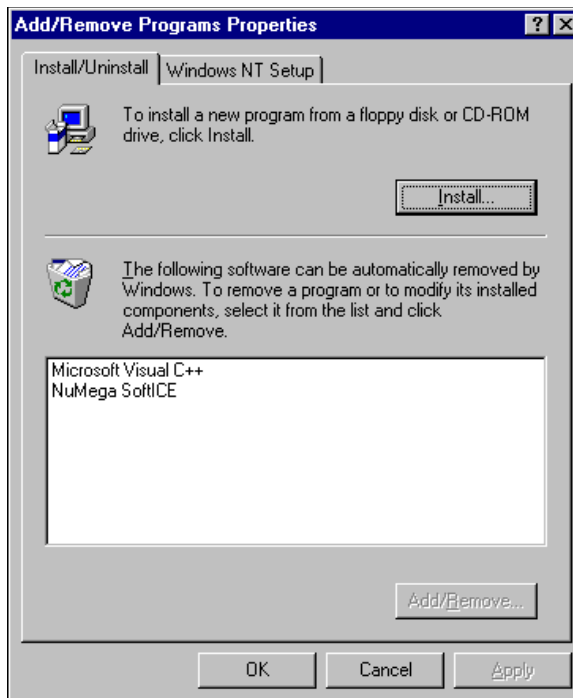 Add/Remove Programs Properties
Install/Uninstall
Windows NT Setup
To install a new program from a floppy disk or CD-ROM
drive, click Install.
Install...
The following software can be automatically removed by
Windows. To remove a program or to modify its installed
components, select it from the list and click
Add/Remove.
Microsoft Visual C++
NuMega SoftICE
Add/Remove...
OK
Cancel
Apply